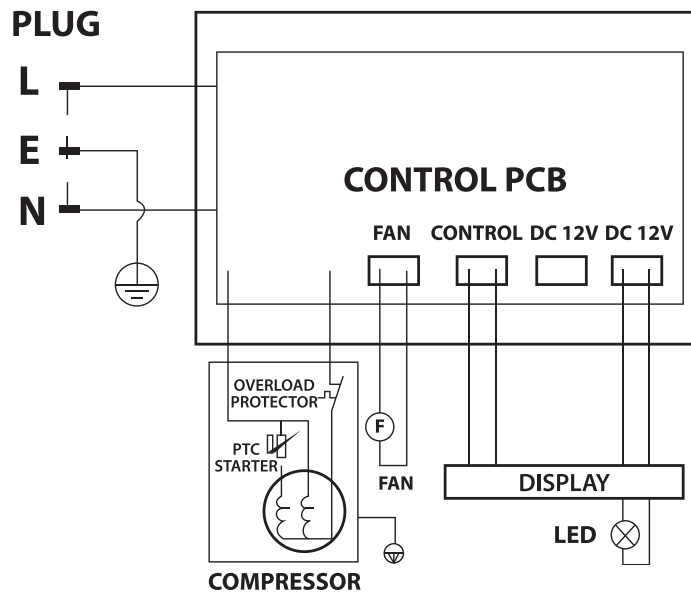 PLUG
L
E
N
CONTROL PCB
FAN CONTROL DC 12V DC 12V
OVERLOAD
PROTECTOR
PTC
STARTER
F
FAN
DISPLAY
LED
COMPRESSOR